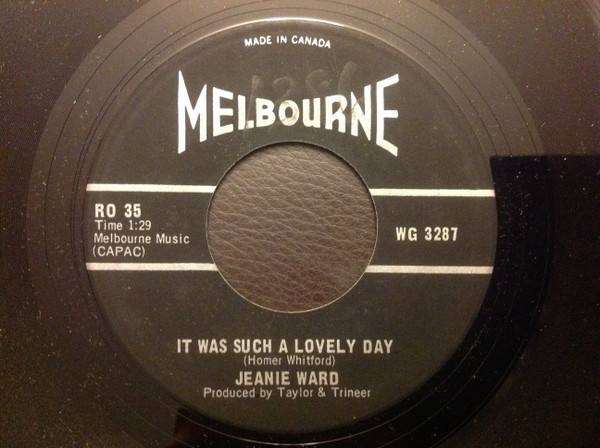 MADE IN CANADA
MELBOURNE
RO 35
Time 1:29
Melbourne Music
(CAPAC)
WG 3287
IT WAS SUCH A LOVELY DAY
(Homer Whitford)
JEANIE WARD
Produced by Taylor & Trineer